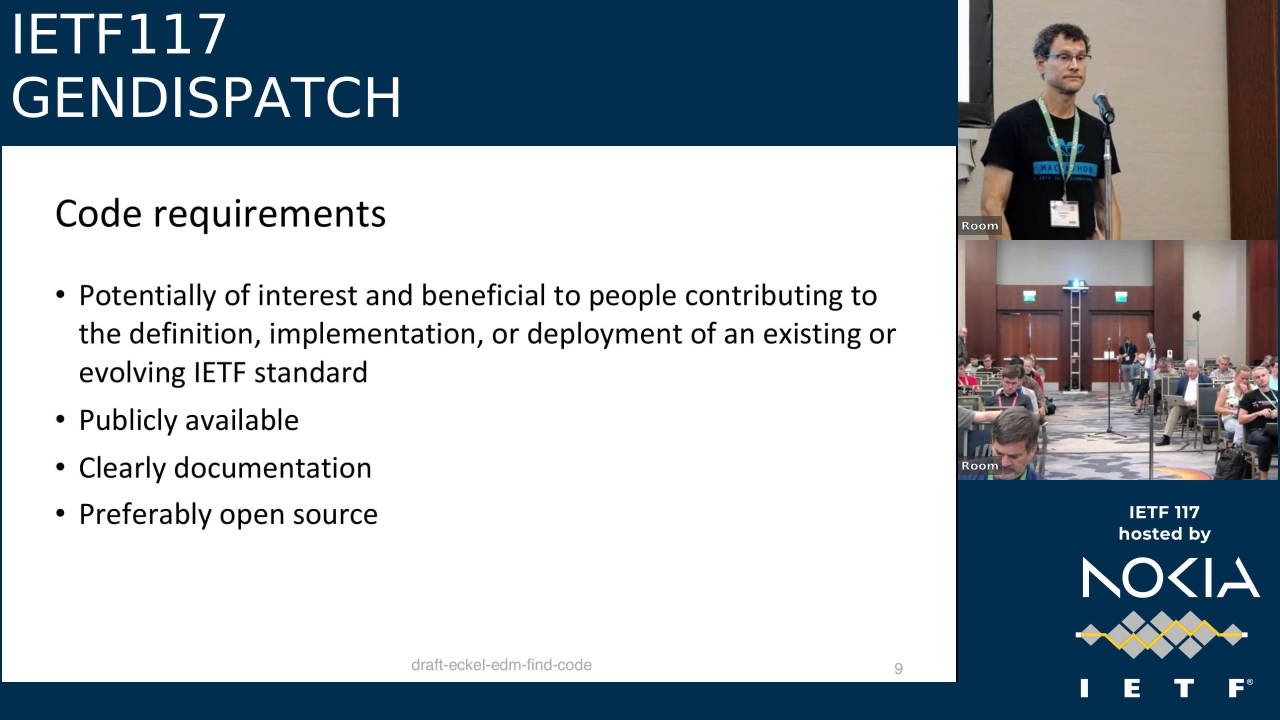 IETF117
GENDISPATCH
Code requirements
• Potentially of interest and beneficial to people contributing to
the definition, implementation, or deployment of an existing or
evolving IETF standard
• Publicly available
• Clearly documentation
• Preferably open source
draft-eckel-edm-find-code
9
HACKATHON
Room
Room
IETF 117
hosted by
NOKIA
I E T F®